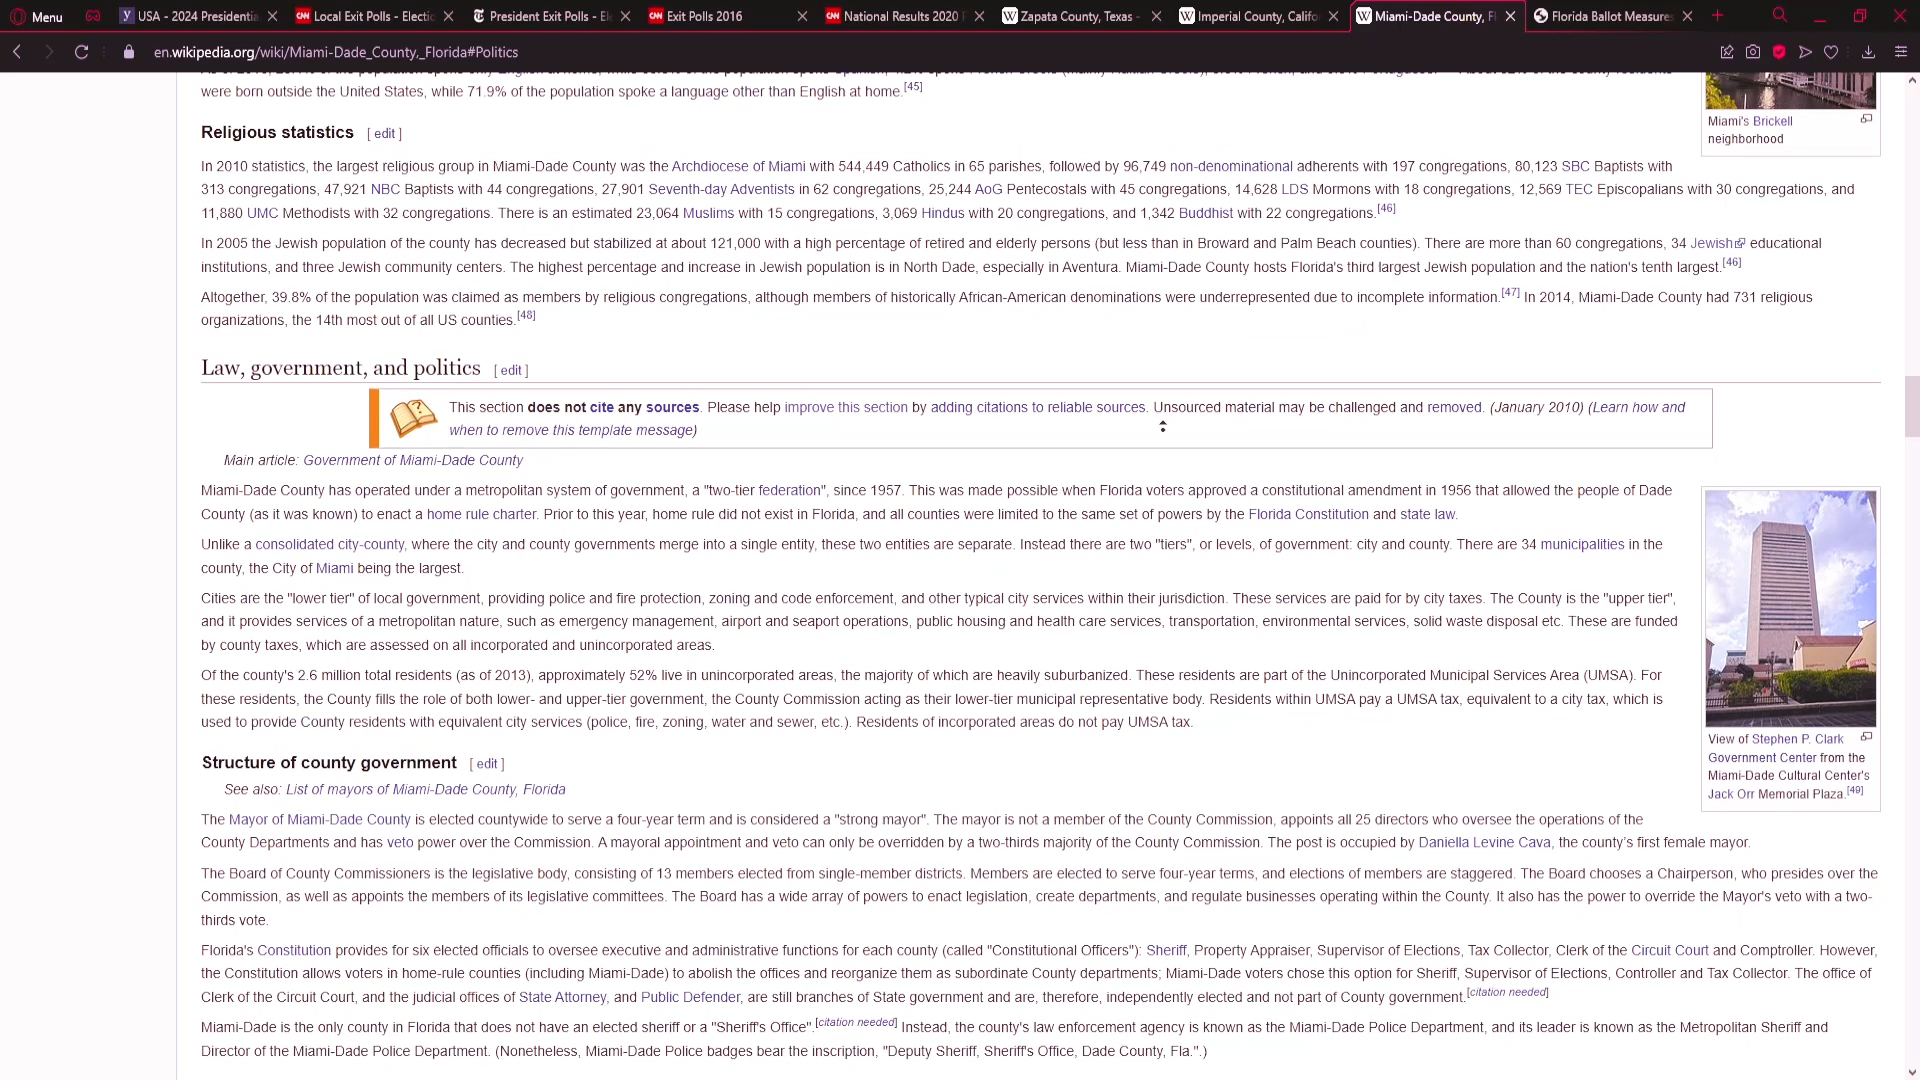 Menu
USA - 2024 Presidentia
Local Exit Polls - Electio
President Exit Polls - El
Exit Polls 2016
National Results 2020 P
Zapata County, Texas -
Imperial County, Califo
Miami-Dade County, F
Florida Ballot Measures
en.wikipedia.org/wiki/Miami-Dade_County,_Florida#Politics
were born outside the United States, while 71.9% of the population spoke a language other than English at home.[45]
Miami's Brickell
neighborhood
Religious statistics [ edit ]
In 2010 statistics, the largest religious group in Miami-Dade County was the Archdiocese of Miami with 544,449 Catholics in 65 parishes, followed by 96,749 non-denominational adherents with 197 congregations, 80,123 SBC Baptists with
313 congregations, 47,921 NBC Baptists with 44 congregations, 27,901 Seventh-day Adventists in 62 congregations, 25,244 AoG Pentecostals with 45 congregations, 14,628 LDS Mormons with 18 congregations, 12,569 TEC Episcopalians with 30 congregations, and
11,880 UMC Methodists with 32 congregations. There is an estimated 23,064 Muslims with 15 congregations, 3,069 Hindus with 20 congregations, and 1,342 Buddhist with 22 congregations.[46]
In 2005 the Jewish population of the county has decreased but stabilized at about 121,000 with a high percentage of retired and elderly persons (but less than in Broward and Palm Beach counties). There are more than 60 congregations, 34 Jewish educational
institutions, and three Jewish community centers. The highest percentage and increase in Jewish population is in North Dade, especially in Aventura. Miami-Dade County hosts Florida's third largest Jewish population and the nation's tenth largest.[46]
Altogether, 39.8% of the population was claimed as members by religious congregations, although members of historically African-American denominations were underrepresented due to incomplete information.[47] In 2014, Miami-Dade County had 731 religious
organizations, the 14th most out of all US counties.[48]
Law, government, and politics [ edit ]
This section does not cite any sources. Please help improve this section by adding citations to reliable sources. Unsourced material may be challenged and removed. (January 2010) (Learn how and
when to remove this template message)
Main article: Government of Miami-Dade County
Miami-Dade County has operated under a metropolitan system of government, a "two-tier federation", since 1957. This was made possible when Florida voters approved a constitutional amendment in 1956 that allowed the people of Dade
County (as it was known) to enact a home rule charter. Prior to this year, home rule did not exist in Florida, and all counties were limited to the same set of powers by the Florida Constitution and state law.
Unlike a consolidated city-county, where the city and county governments merge into a single entity, these two entities are separate. Instead there are two "tiers", or levels, of government: city and county. There are 34 municipalities in the
county, the City of Miami being the largest.
Cities are the "lower tier" of local government, providing police and fire protection, zoning and code enforcement, and other typical city services within their jurisdiction. These services are paid for by city taxes. The County is the "upper tier",
and it provides services of a metropolitan nature, such as emergency management, airport and seaport operations, public housing and health care services, transportation, environmental services, solid waste disposal etc. These are funded
by county taxes, which are assessed on all incorporated and unincorporated areas.
Of the county's 2.6 million total residents (as of 2013), approximately 52% live in unincorporated areas, the majority of which are heavily suburbanized. These residents are part of the Unincorporated Municipal Services Area (UMSA). For
these residents, the County fills the role of both lower- and upper-tier government, the County Commission acting as their lower-tier municipal representative body. Residents within UMSA pay a UMSA tax, equivalent to a city tax, which is
used to provide County residents with equivalent city services (police, fire, zoning, water and sewer, etc.). Residents of incorporated areas do not pay UMSA tax.
View of Stephen P. Clark
Government Center from the
Miami-Dade Cultural Center's
Jack Orr Memorial Plaza.[49]
Structure of county government [ edit ]
See also: List of mayors of Miami-Dade County, Florida
The Mayor of Miami-Dade County is elected countywide to serve a four-year term and is considered a "strong mayor". The mayor is not a member of the County Commission, appoints all 25 directors who oversee the operations of the
County Departments and has veto power over the Commission. A mayoral appointment and veto can only be overridden by a two-thirds majority of the County Commission. The post is occupied by Daniella Levine Cava, the county's first female mayor.
The Board of County Commissioners is the legislative body, consisting of 13 members elected from single-member districts. Members are elected to serve four-year terms, and elections of members are staggered. The Board chooses a Chairperson, who presides over the
Commission, as well as appoints the members of its legislative committees. The Board has a wide array of powers to enact legislation, create departments, and regulate businesses operating within the County. It also has the power to override the Mayor's veto with a two-
thirds vote.
Florida's Constitution provides for six elected officials to oversee executive and administrative functions for each county (called "Constitutional Officers"): Sheriff, Property Appraiser, Supervisor of Elections, Tax Collector, Clerk of the Circuit Court and Comptroller. However,
the Constitution allows voters in home-rule counties (including Miami-Dade) to abolish the offices and reorganize them as subordinate County departments; Miami-Dade voters chose this option for Sheriff, Supervisor of Elections, Controller and Tax Collector. The office of
Clerk of the Circuit Court, and the judicial offices of State Attorney, and Public Defender, are still branches of State government and are, therefore, independently elected and not part of County government.[citation needed]
Miami-Dade is the only county in Florida that does not have an elected sheriff or a "Sheriff's Office".[citation needed] Instead, the county's law enforcement agency is known as the Miami-Dade Police Department, and its leader is known as the Metropolitan Sheriff and
Director of the Miami-Dade Police Department. (Nonetheless, Miami-Dade Police badges bear the inscription, "Deputy Sheriff, Sheriff's Office, Dade County, Fla.".)